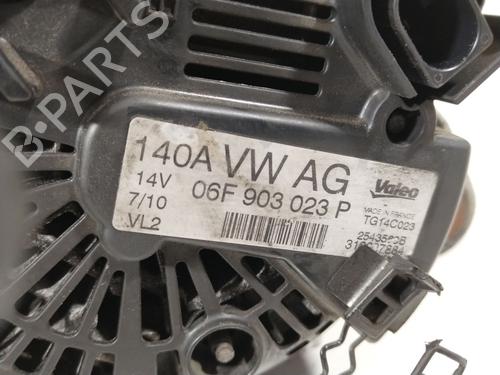 B-PARTS
140A VW AG
14V 06F 903 023 P
7/10
VL2
Valeo
MADE IN FRANCE
TG14C023